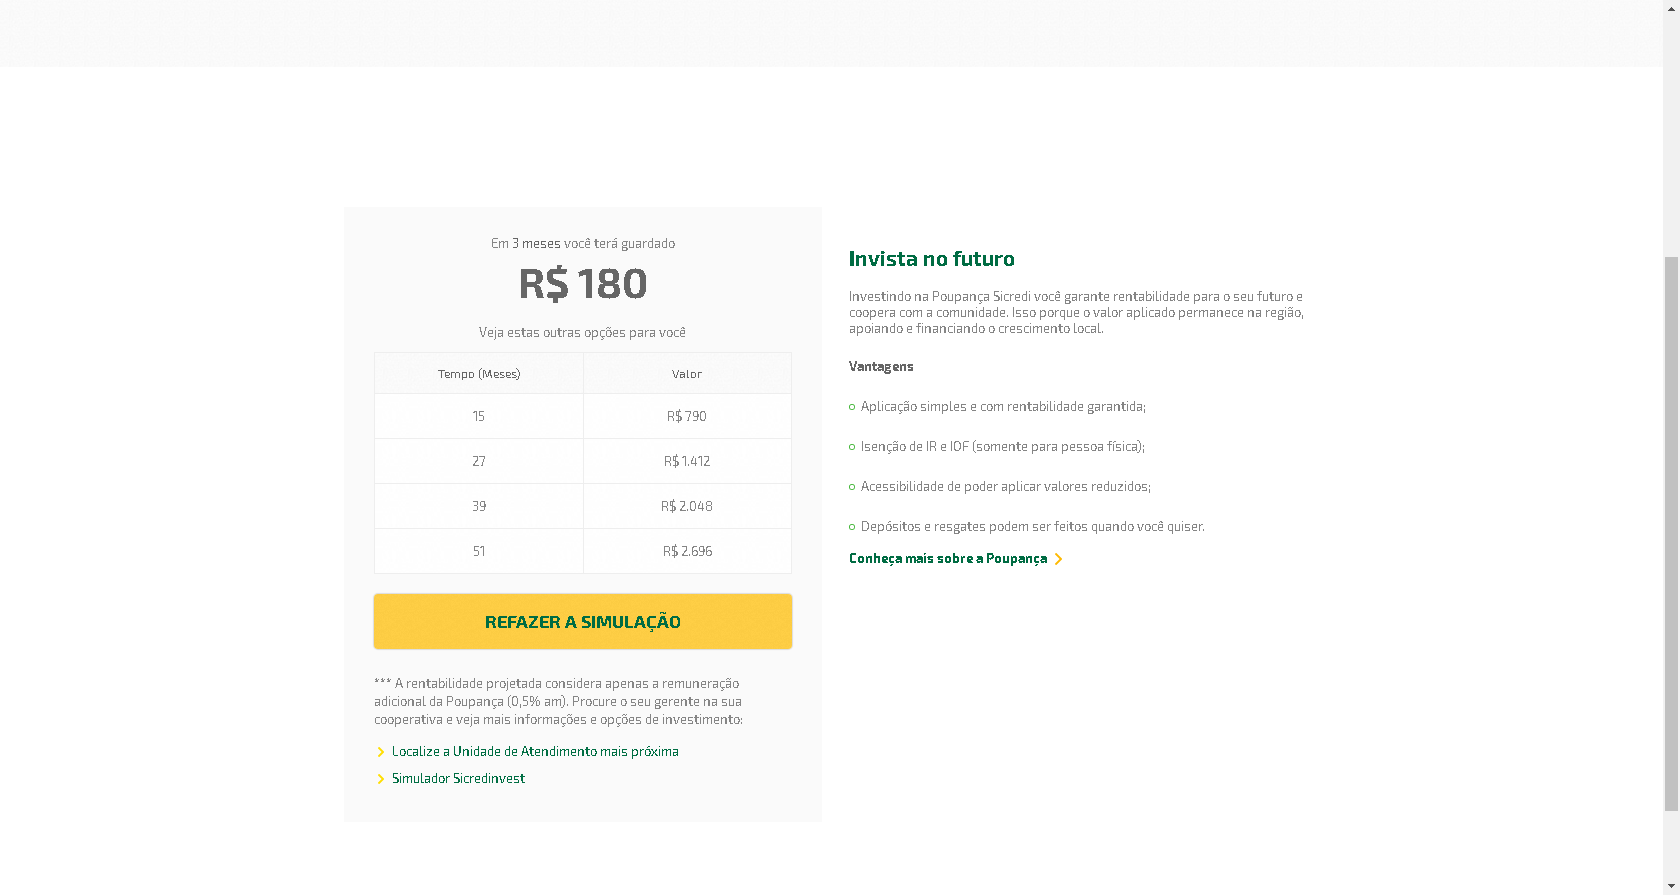 Em 3 meses você terá guardado
R$ 180
Veja estas outras opções para você
Tempo (Meses) Valor
15 R$ 790
27 R$ 1.412
39 R$ 2.048
51 R$ 2.696
REFAZER A SIMULAÇÃO
*** A rentabilidade projetada considera apenas a remuneração
adicional da Poupança (0,5% am). Procure o seu gerente na sua
cooperativa e veja mais informações e opções de investimento:
Localize a Unidade de Atendimento mais próxima
Simulador Sicredinvest
Invista no futuro
Investindo na Poupança Sicredi você garante rentabilidade para o seu futuro e
coopera com a comunidade. Isso porque o valor aplicado permanece na região,
apoiando e financiando o crescimento local.
Vantagens
Aplicação simples e com rentabilidade garantida;
Isenção de IR e IOF (somente para pessoa física);
Acessibilidade de poder aplicar valores reduzidos;
Depósitos e resgates podem ser feitos quando você quiser.
Conheça mais sobre a Poupança